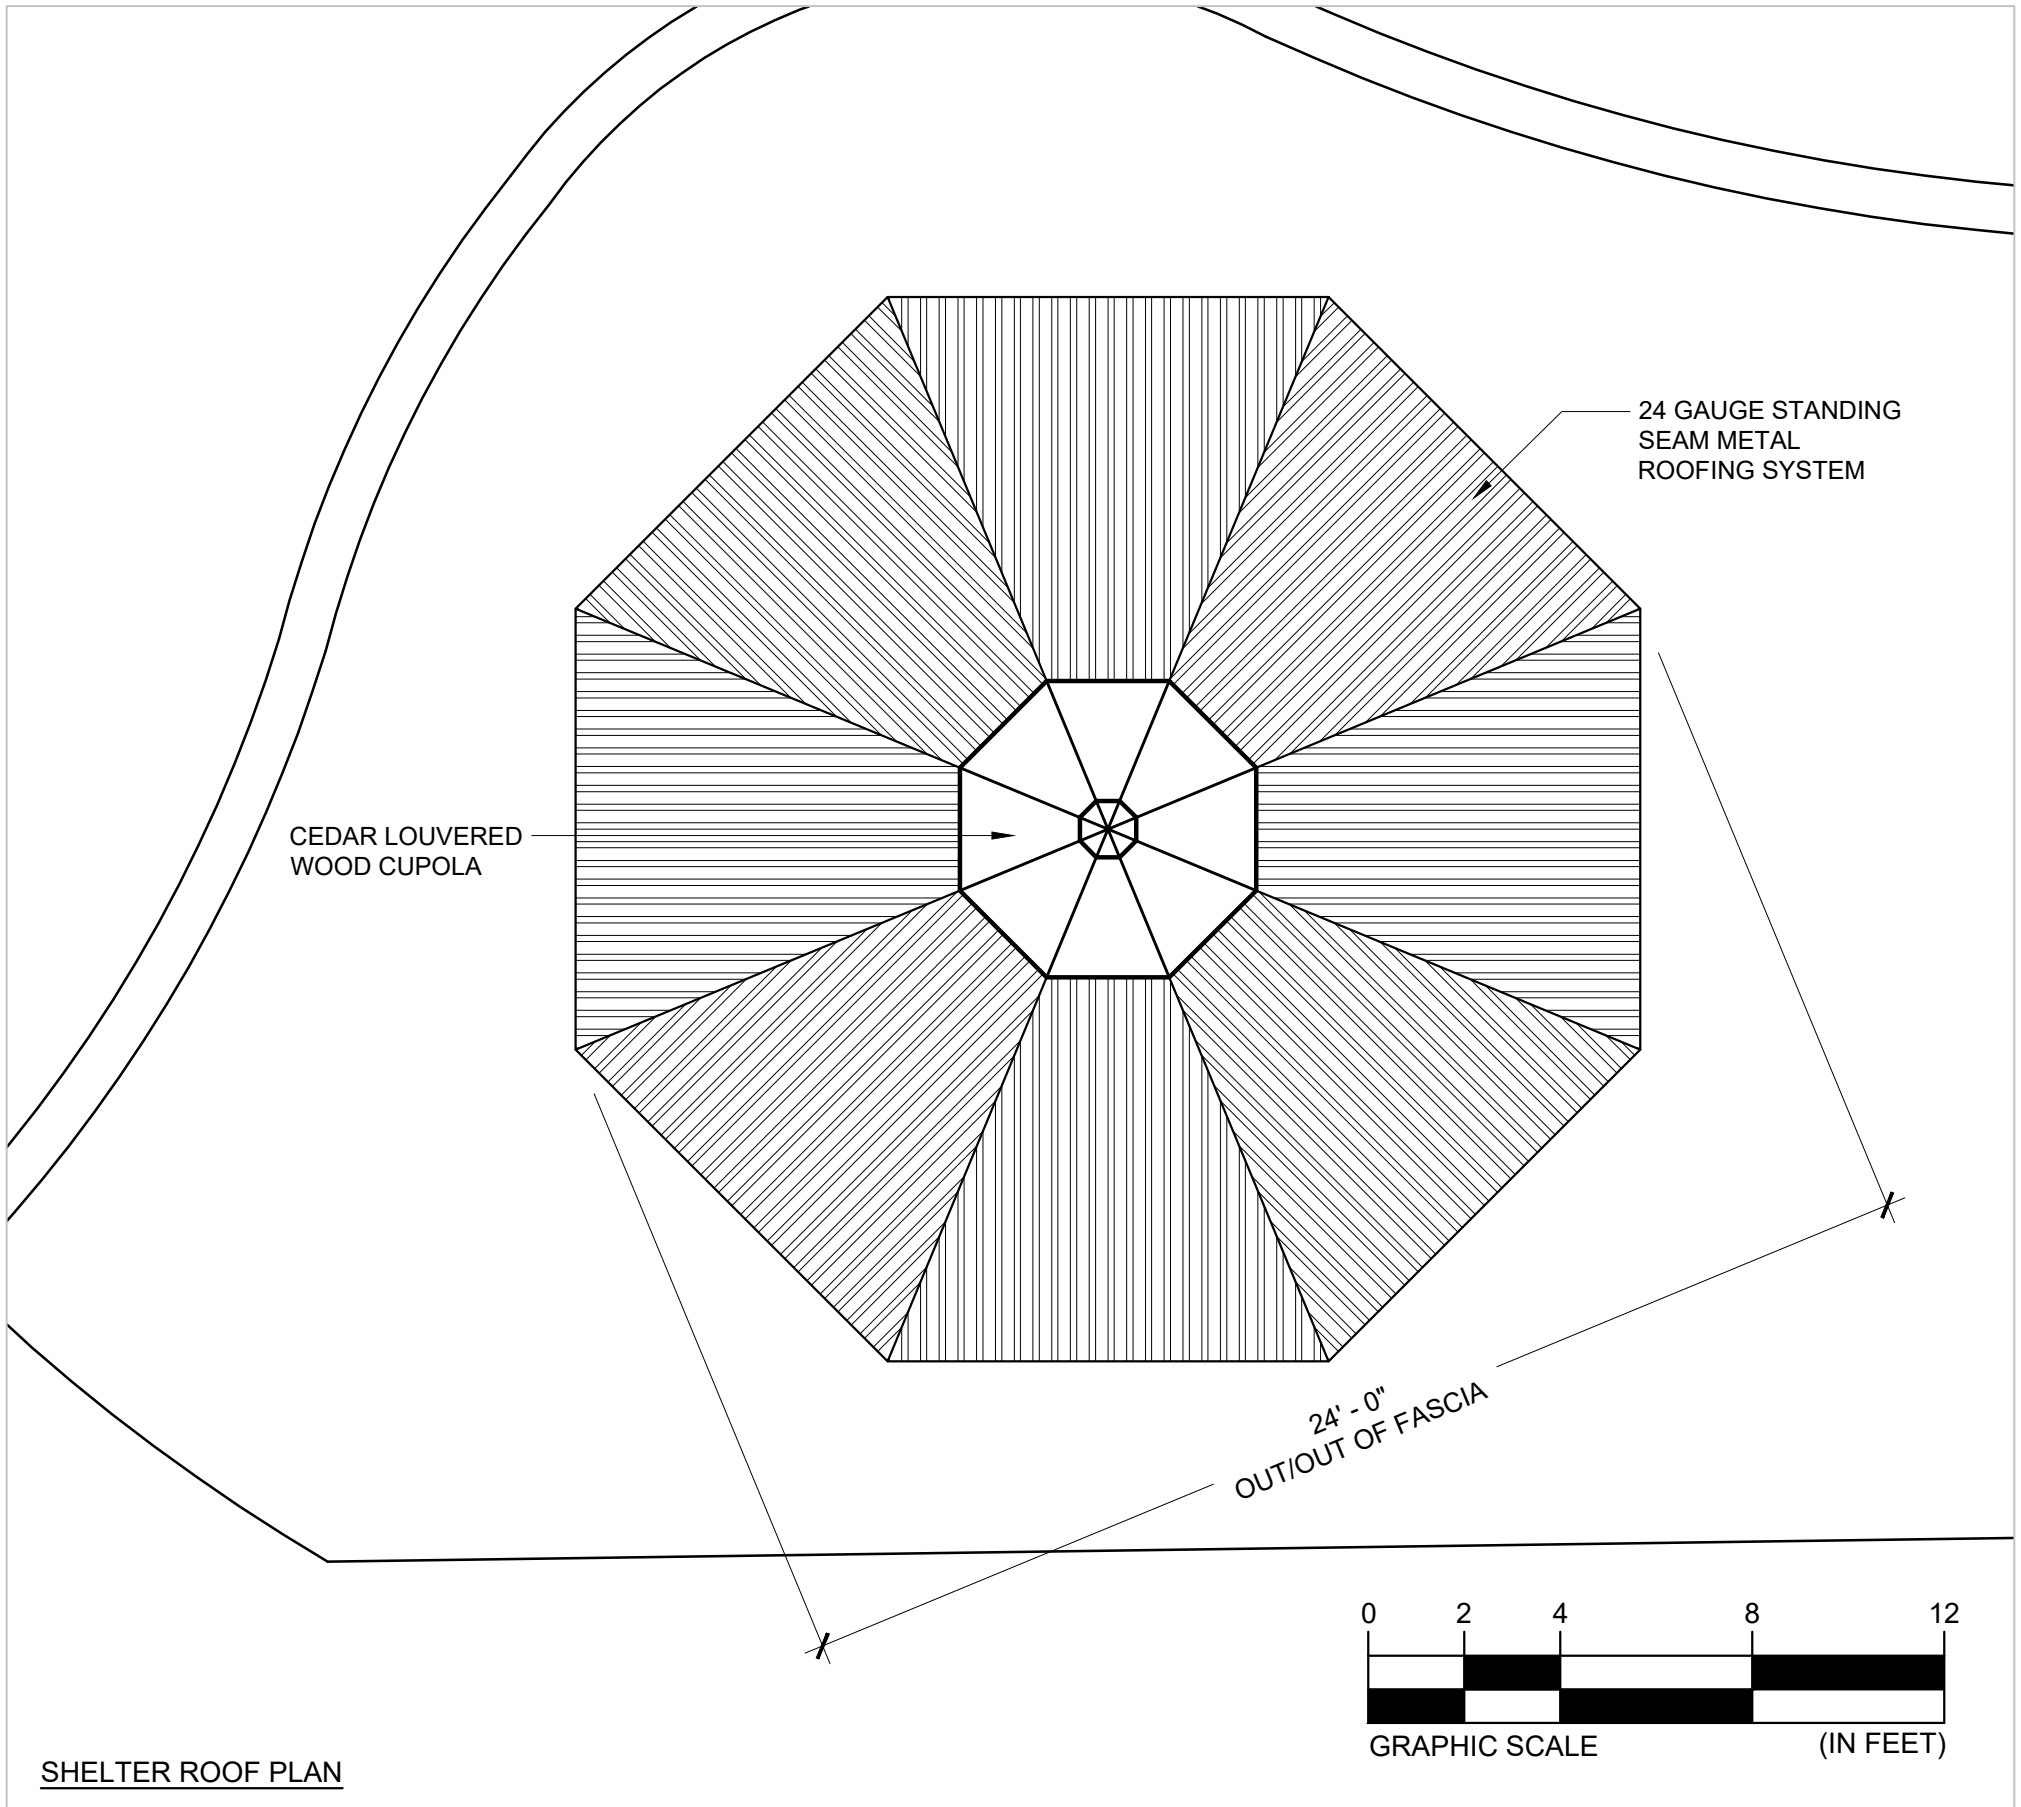 24 GAUGE STANDING
SEAM METAL
ROOFING SYSTEM
CEDAR LOUVERED
WOOD CUPOLA
24' - 0"
OUT/OUT OF FASCIA
0 2 4 8 12
GRAPHIC SCALE (IN FEET)
SHELTER ROOF PLAN